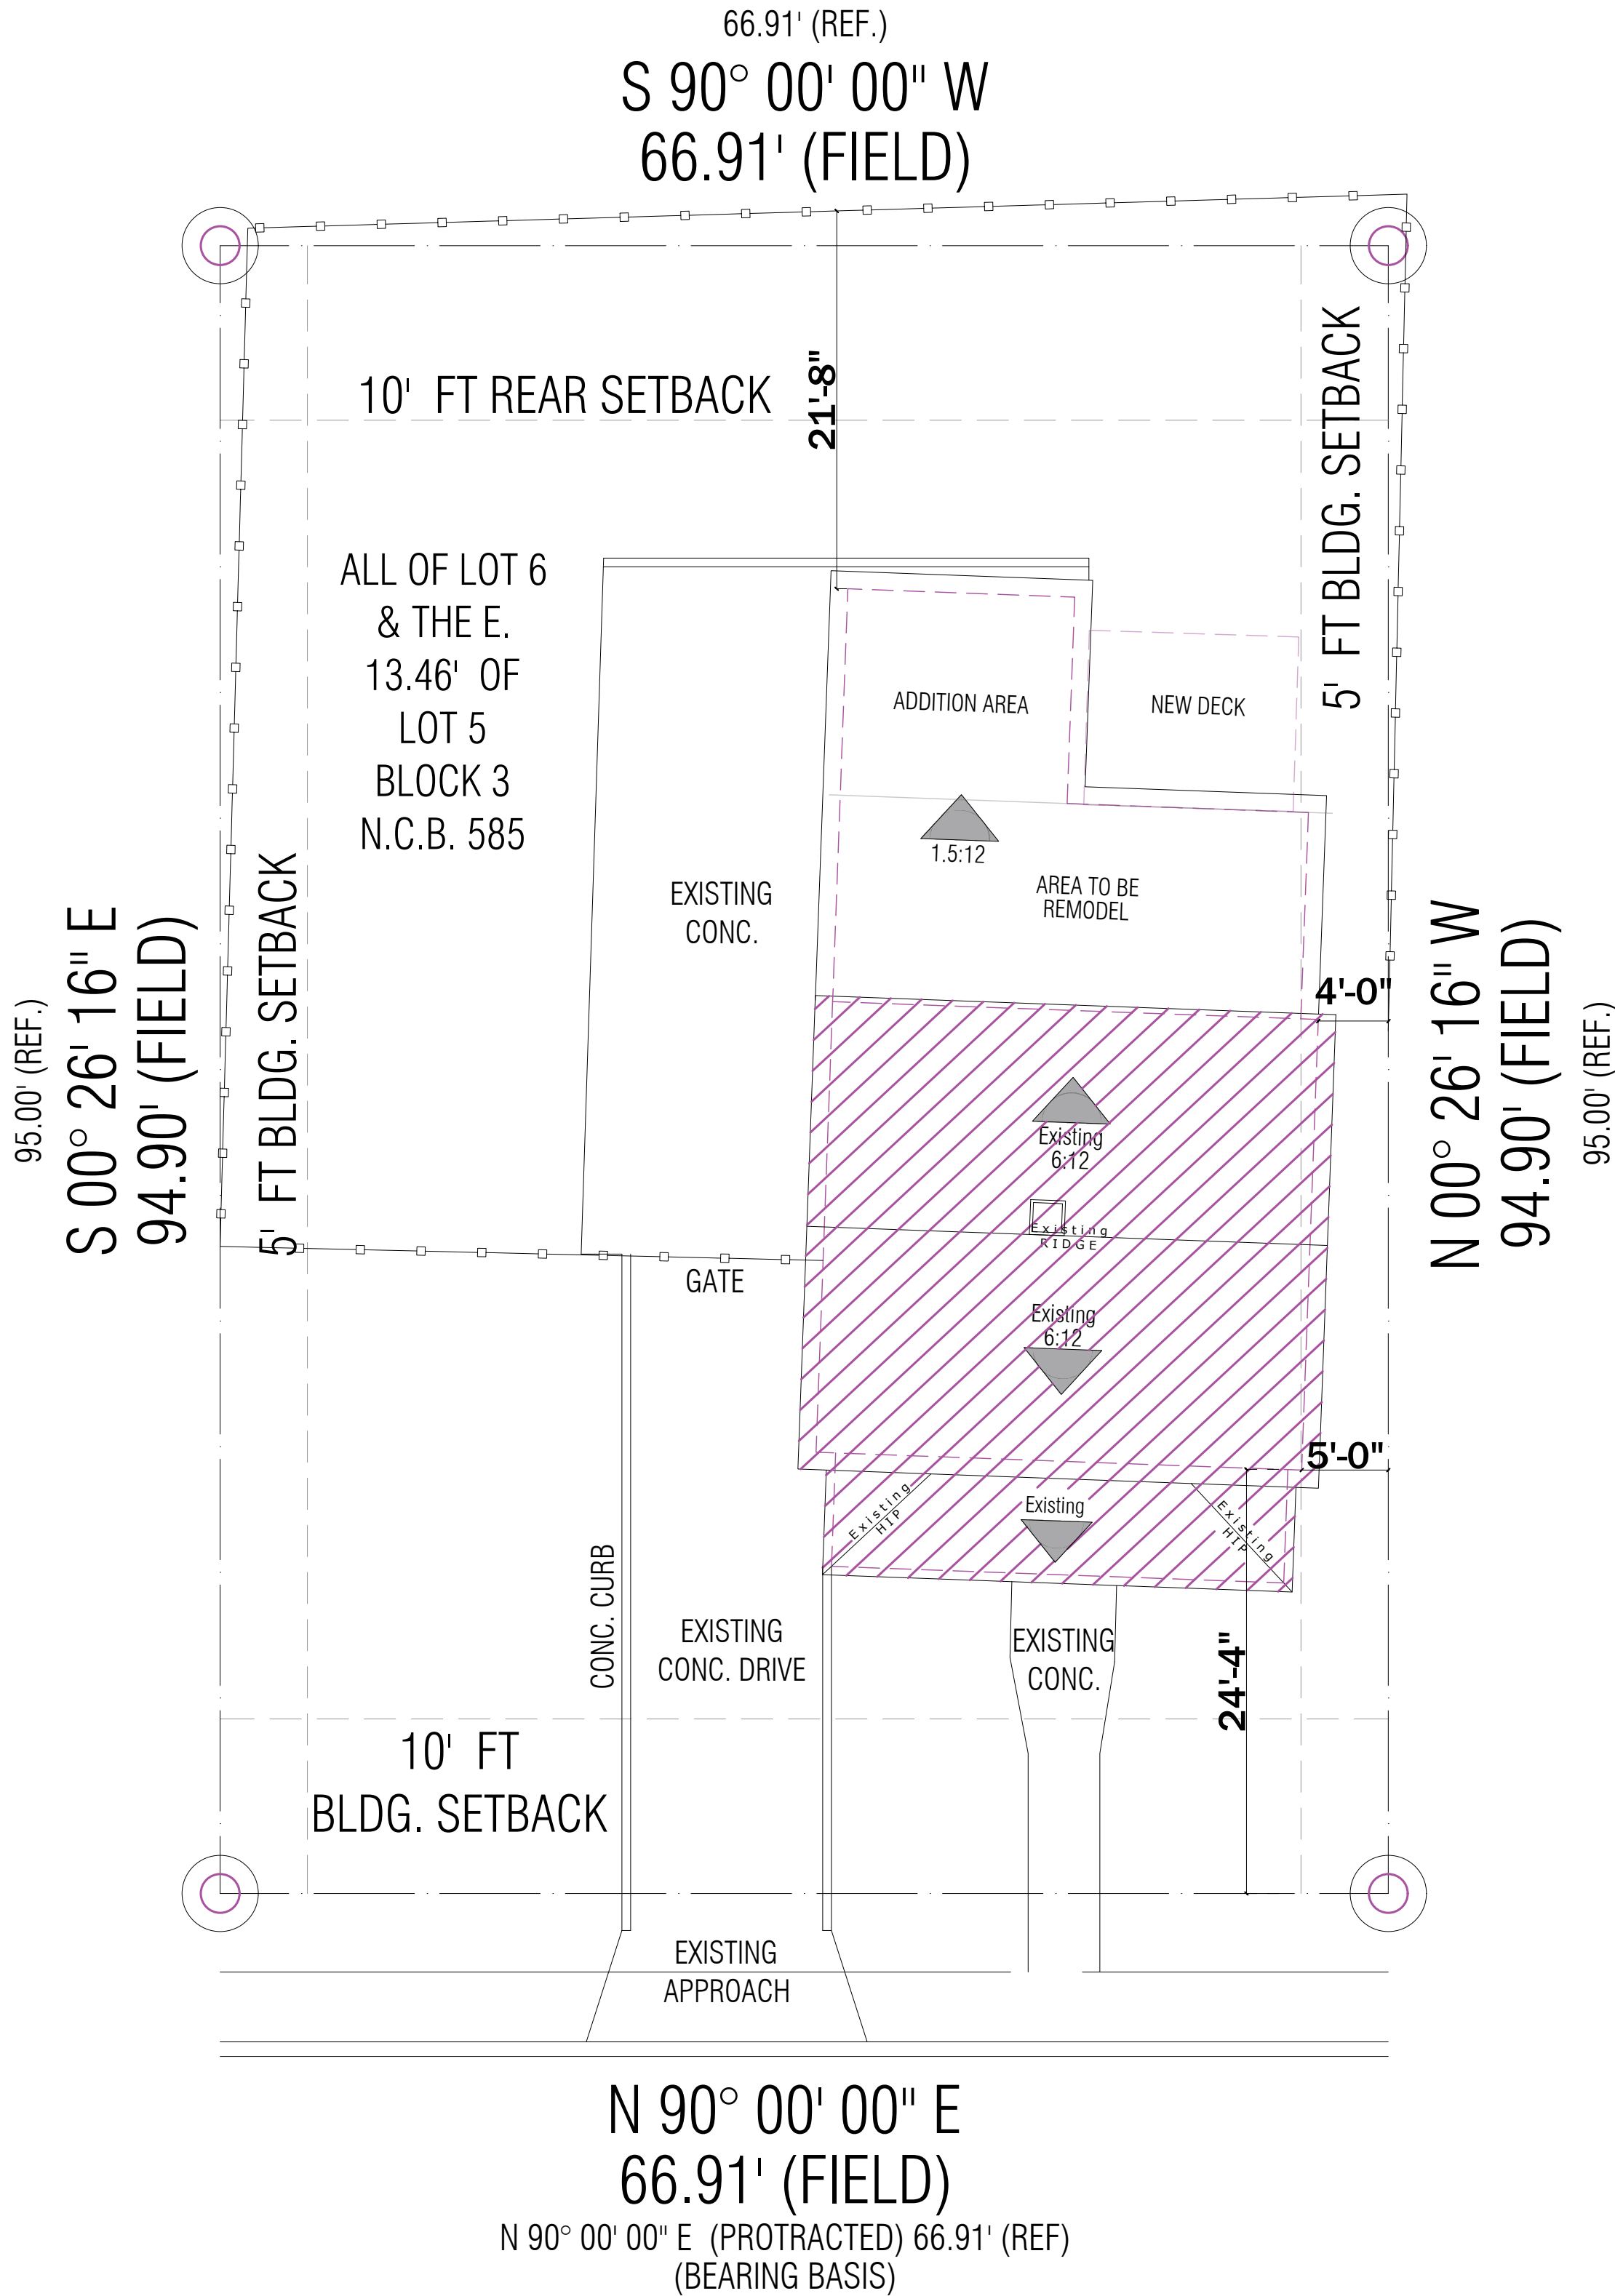 66.91' (REF.)
S 90° 00' 00" W
66.91' (FIELD)
10'  FT REAR SETBACK
21'-8"
5'  FT BLDG. SETBACK
ALL OF LOT 6
& THE E.
13.46'  OF
LOT 5
BLOCK 3
N.C.B. 585
ADDITION AREA
NEW DECK
1.5:12
AREA TO BE
REMODEL
EXISTING
CONC.
95.00' (REF.)
S 00° 26' 16" E
94.90' (FIELD)
5'  FT BLDG. SETBACK
4'-0"
N 00° 26' 16" W
94.90' (FIELD)
95.00' (REF.)
Existing
6:12
Existing
RIDGE
GATE
Existing
6:12
5'-0"
Existing
HIP
Existing
Existing
HIP
CONC. CURB
EXISTING
CONC. DRIVE
EXISTING
CONC.
24'-4"
10'  FT
BLDG. SETBACK
EXISTING
APPROACH
N 90° 00' 00" E
66.91' (FIELD)
N 90° 00' 00" E  (PROTRACTED) 66.91' (REF)
(BEARING BASIS)